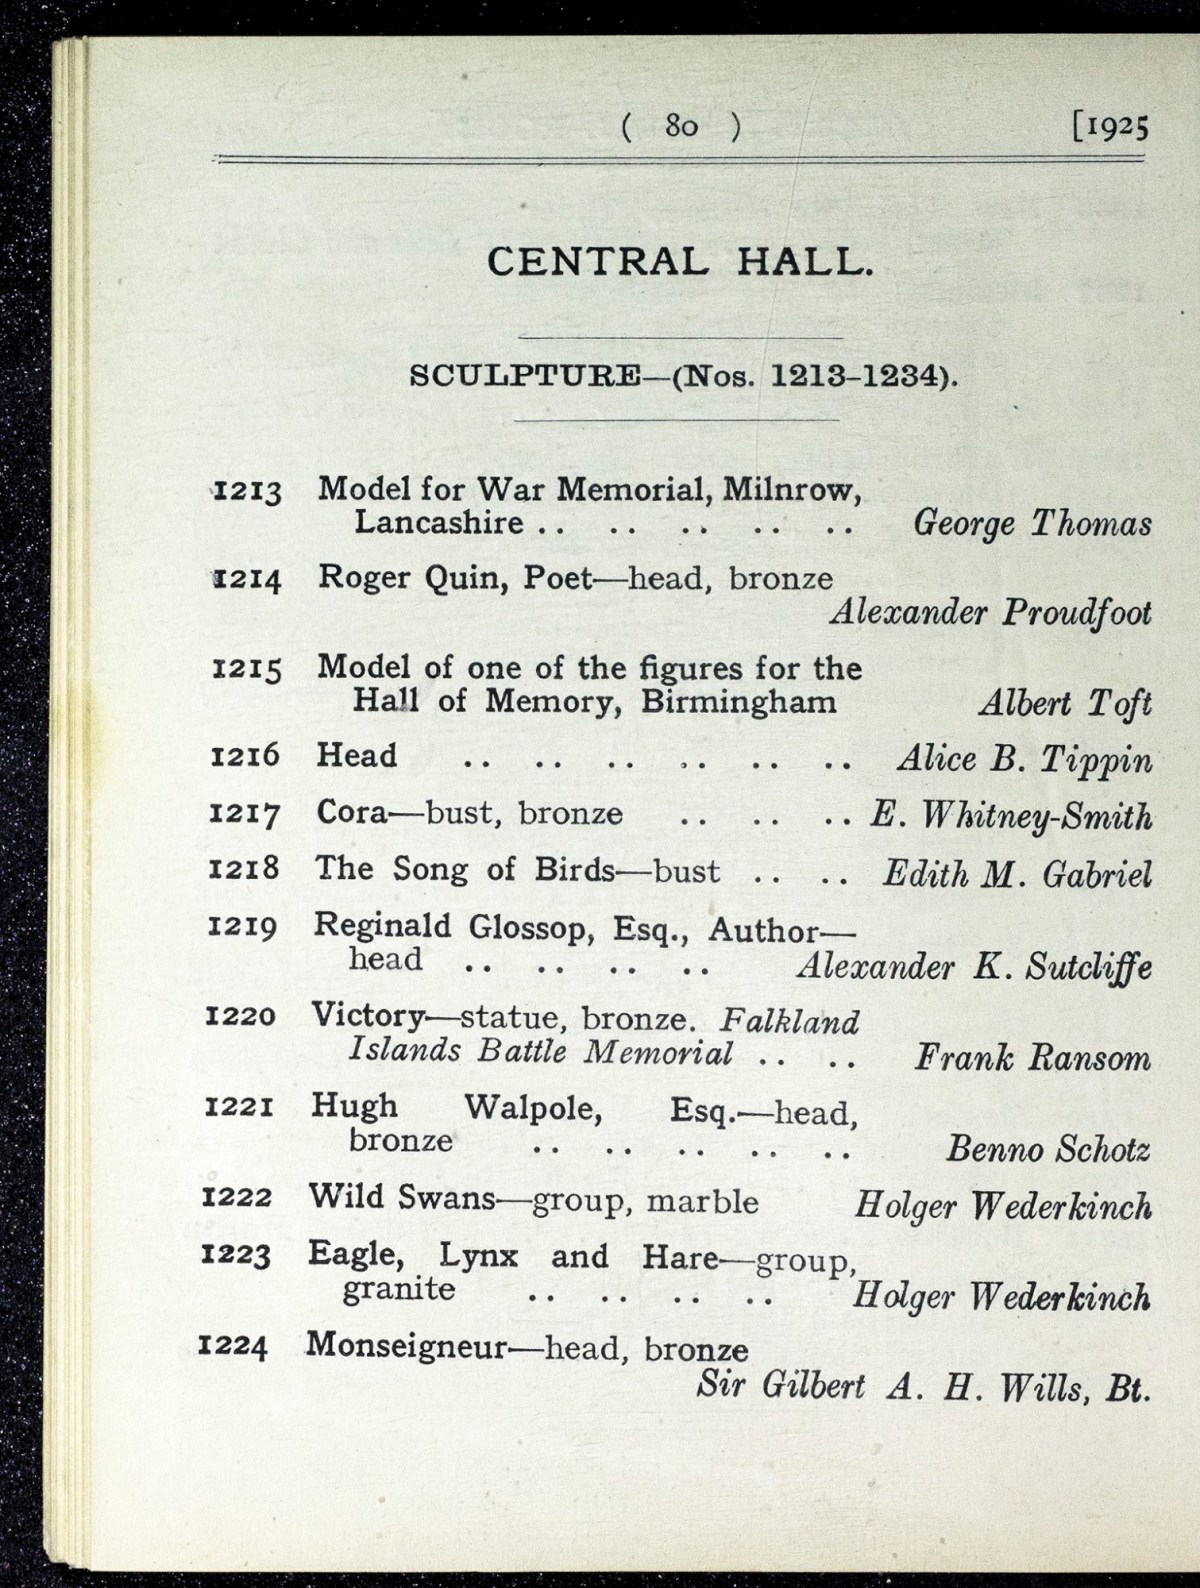 ( 80 ) [1925
CENTRAL HALL.
SCULPTURE—(Nos. 1213–1234).
1213 Model for War Memorial, Milnrow,
Lancashire .. .. .. .. .. George Thomas
1214 Roger Quin, Poet—head, bronze
Alexander Proudfoot
1215 Model of one of the figures for the
Hall of Memory, Birmingham Albert Toft
1216 Head .. .. .. .. .. .. Alice B. Tippin
1217 Cora—bust, bronze .. .. .. E. Whitney-Smith
1218 The Song of Birds—bust .. .. Edith M. Gabriel
1219 Reginald Glossop, Esq., Author—
head .. .. .. .. Alexander K. Sutcliffe
1220 Victory—statue, bronze. Falkland
Islands Battle Memorial .. .. Frank Ransom
1221 Hugh Walpole, Esq.—head,
bronze .. .. .. .. .. Benno Schotz
1222 Wild Swans—group, marble Holger Wederkinch
1223 Eagle, Lynx and Hare—group,
granite .. .. .. .. Holger Wederkinch
1224 Monseigneur—head, bronze
Sir Gilbert A. H. Wills, Bt.